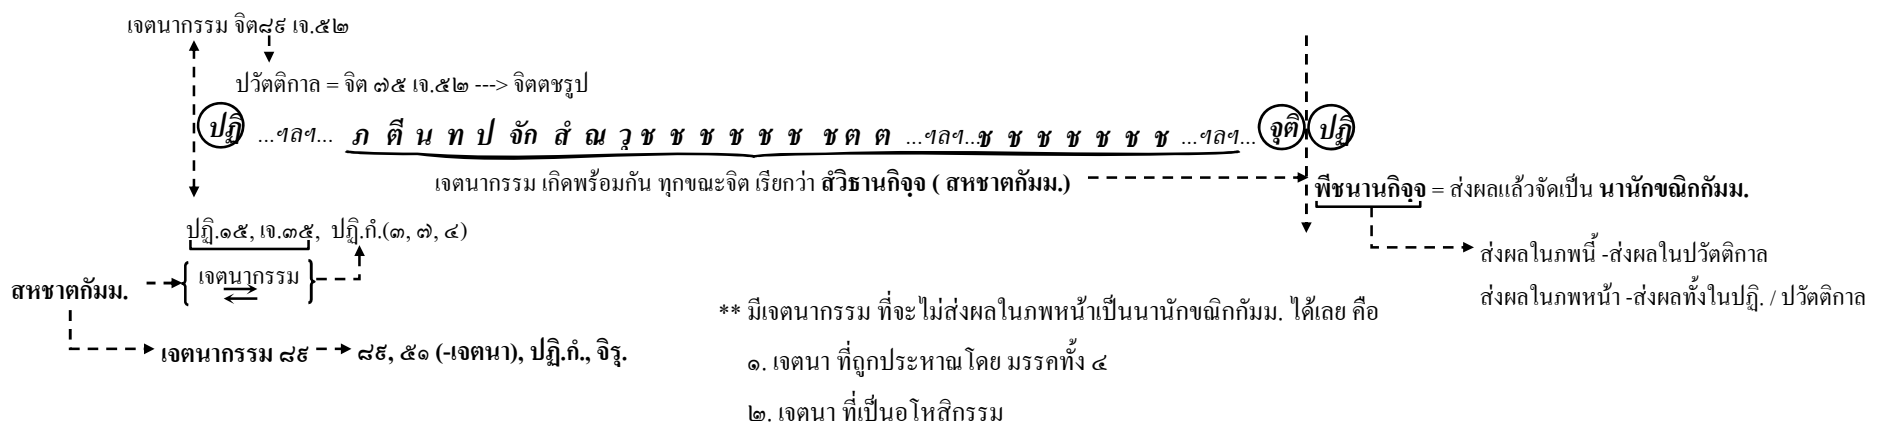 เจตนากรรม จิต๘๙ เจ.๕๒
ปวัตติกาล = จิต ๗๕ เจ.๕๒ ---> จิตตชรูป
ปฏิ ...ฯลฯ... ภ ตี น ท ป จัก สํ ณ วุ ช ช ช ช ช ช ช ต ต ...ฯลฯ... ช ช ช ช ช ช ช ...ฯลฯ... จุติ ปฏิ
เจตนากรรม เกิดพร้อมกัน ทุกขณะจิต เรียกว่า สํวิธานกิจฺจ ( สหชาตกัมม.)
พีชนานกิจฺจ = ส่งผลแล้วจัดเป็น นานักขณิกกัมม.
ปฏิ.๑๕, เจ.๓๕, ปฏิ.กํ.(๓, ๗, ๔)
ส่งผลในภพนี้ -ส่งผลในปวัตติกาล
สหชาตกัมม. { เจตนากรรม }
ส่งผลในภพหน้า -ส่งผลทั้งในปฏิ. / ปวัตติกาล
** มีเจตนากรรม ที่จะไม่ส่งผลในภพหน้าเป็นนานักขณิกกัมม. ได้เลย คือ
เจตนากรรม ๘๙ ๘๙, ๕๑ (-เจตนา), ปฏิ.กํ., จิรุ.
๑. เจตนา ที่ถูกประหาณโดย มรรคทั้ง ๔
๒. เจตนา ที่เป็นอโหสิกรรม